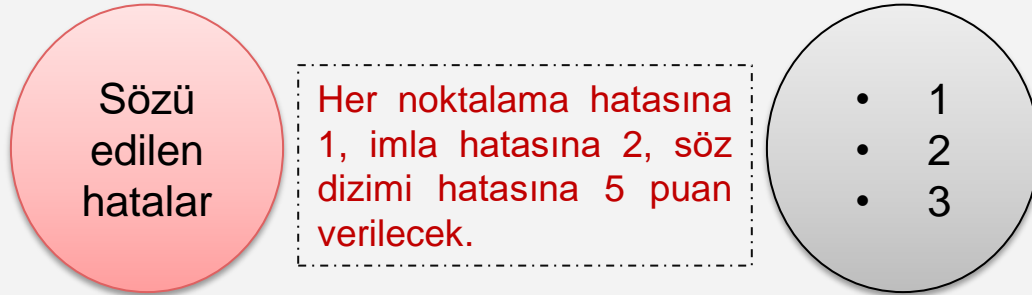 Sözü
edilen
hatalar
Her noktalama hatasına
1, imla hatasına 2, söz
dizimi hatasına 5 puan
verilecek.
• 1
• 2
• 3